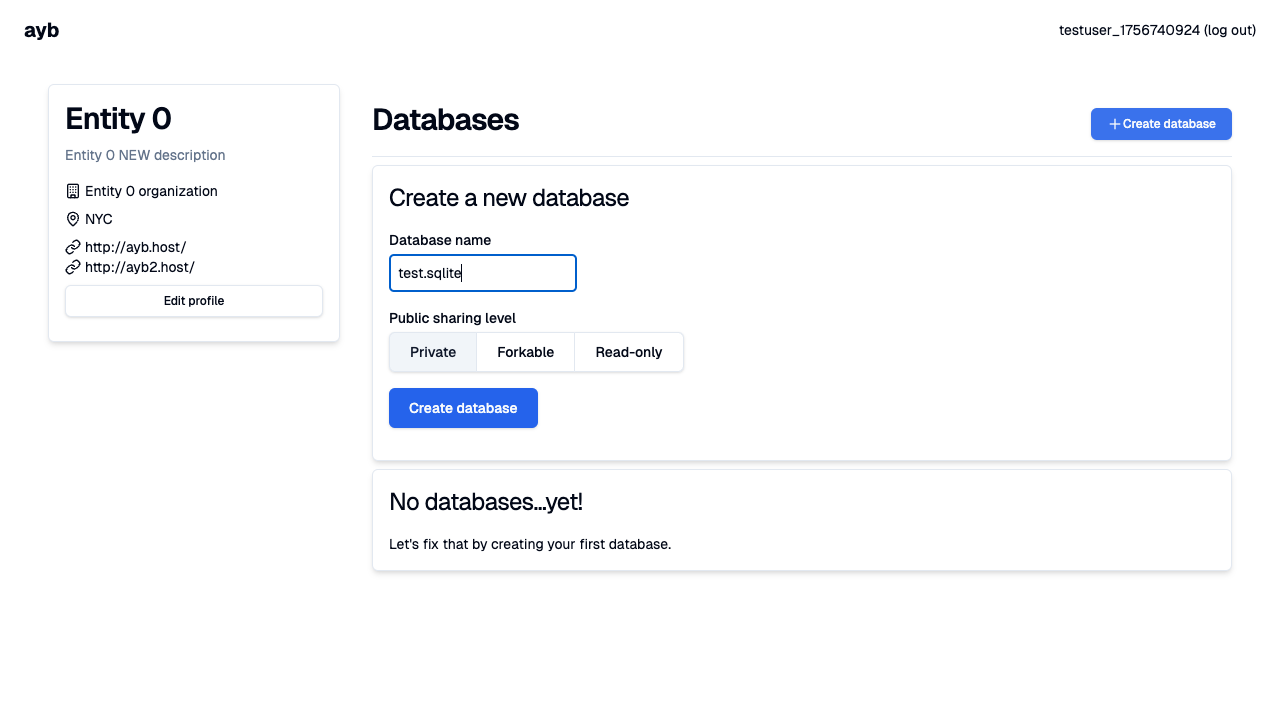 ayb
testuser_1756740924 (log out)
Entity 0
Entity 0 NEW description
Entity 0 organization
NYC
http://ayb.host/
http://ayb2.host/
Edit profile
Databases
Create database
Create a new database
Database name
test.sqlite
Public sharing level
Private Forkable Read-only
Create database
No databases...yet!
Let's fix that by creating your first database.